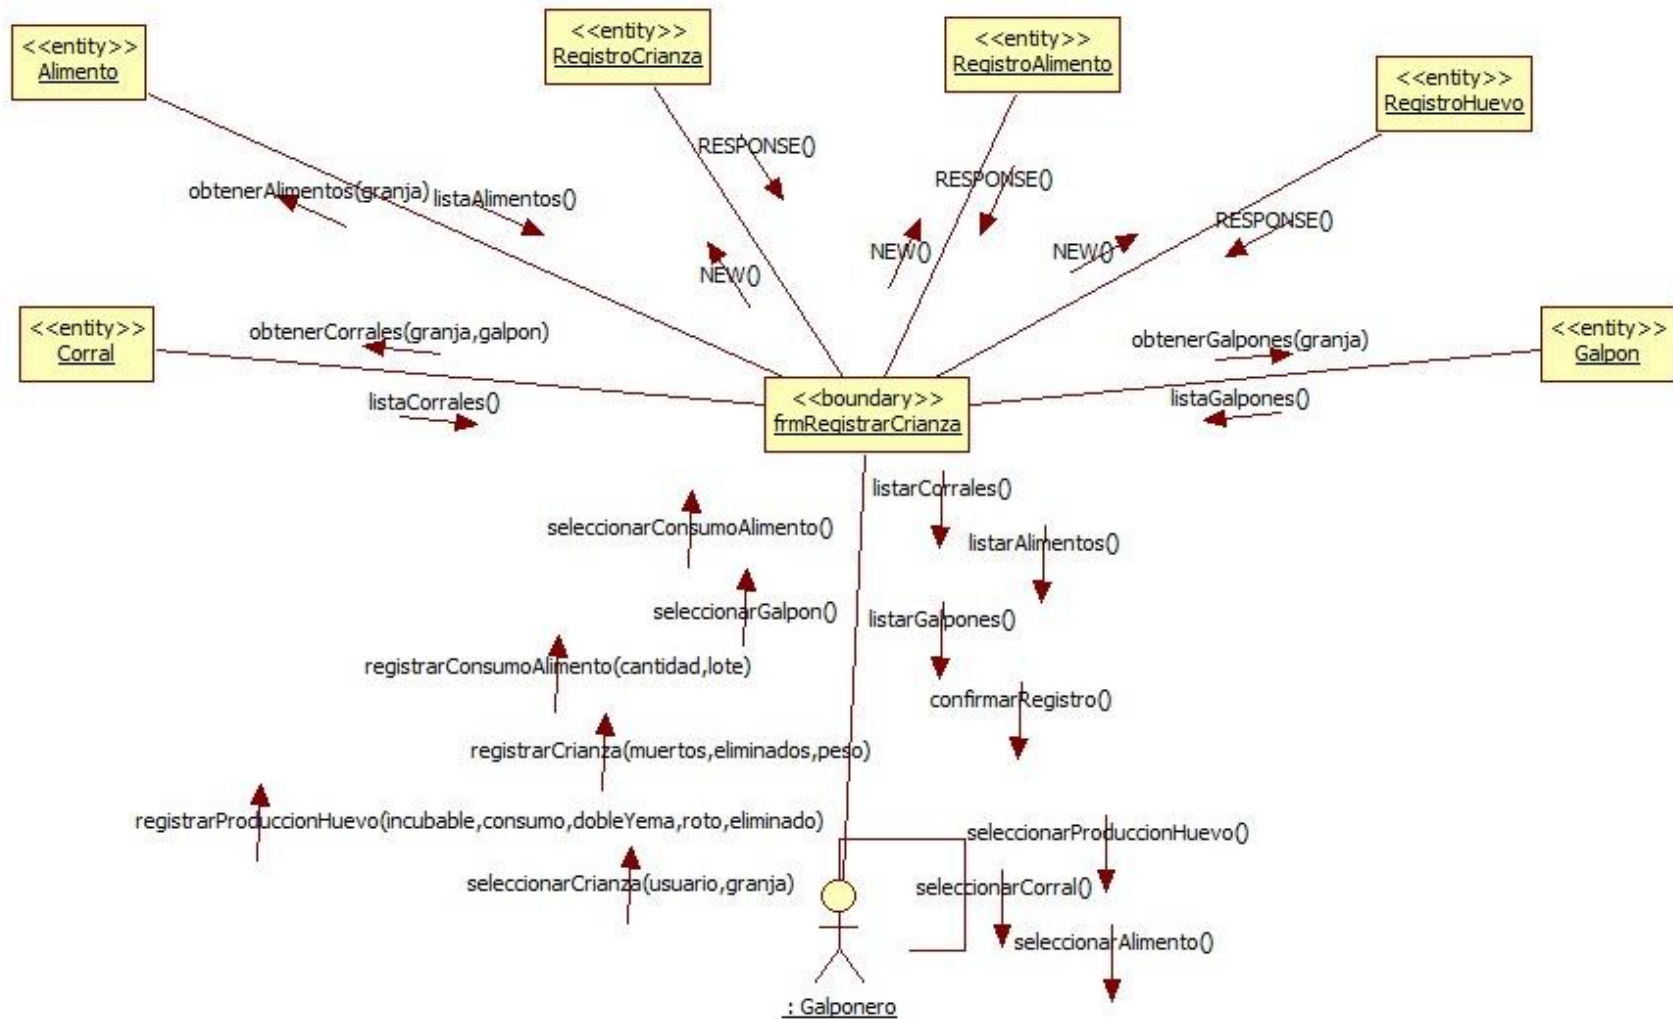 <<entity>>
Alimento
<<entity>>
RegistroCrianza
<<entity>>
RegistroAlimento
<<entity>>
RegistroHuevo
RESPONSE()
RESPONSE()
obtenerAlimentos(granja)
listaAlimentos()
RESPONSE()
NEW()
NEW()
NEW()
<<entity>>
Corral
obtenerCorrales(granja,galpon)
obtenerGalpones(granja)
<<entity>>
Galpon
listaCorrales()
<<boundary>>
frmRegistrarCrianza
listaGalpones()
listarCorrales()
seleccionarConsumoAlimento()
listarAlimentos()
seleccionarGalpon()
listarGalpones()
registrarConsumoAlimento(cantidad,lote)
confirmarRegistro()
registrarCrianza(muertos,eliminados,peso)
registrarProduccionHuevo(incubable,consumo,dobleYema,roto,eliminado)
seleccionarProduccionHuevo()
seleccionarCrianza(usuario,granja)
seleccionarCorral()
seleccionarAlimento()
: Galponero